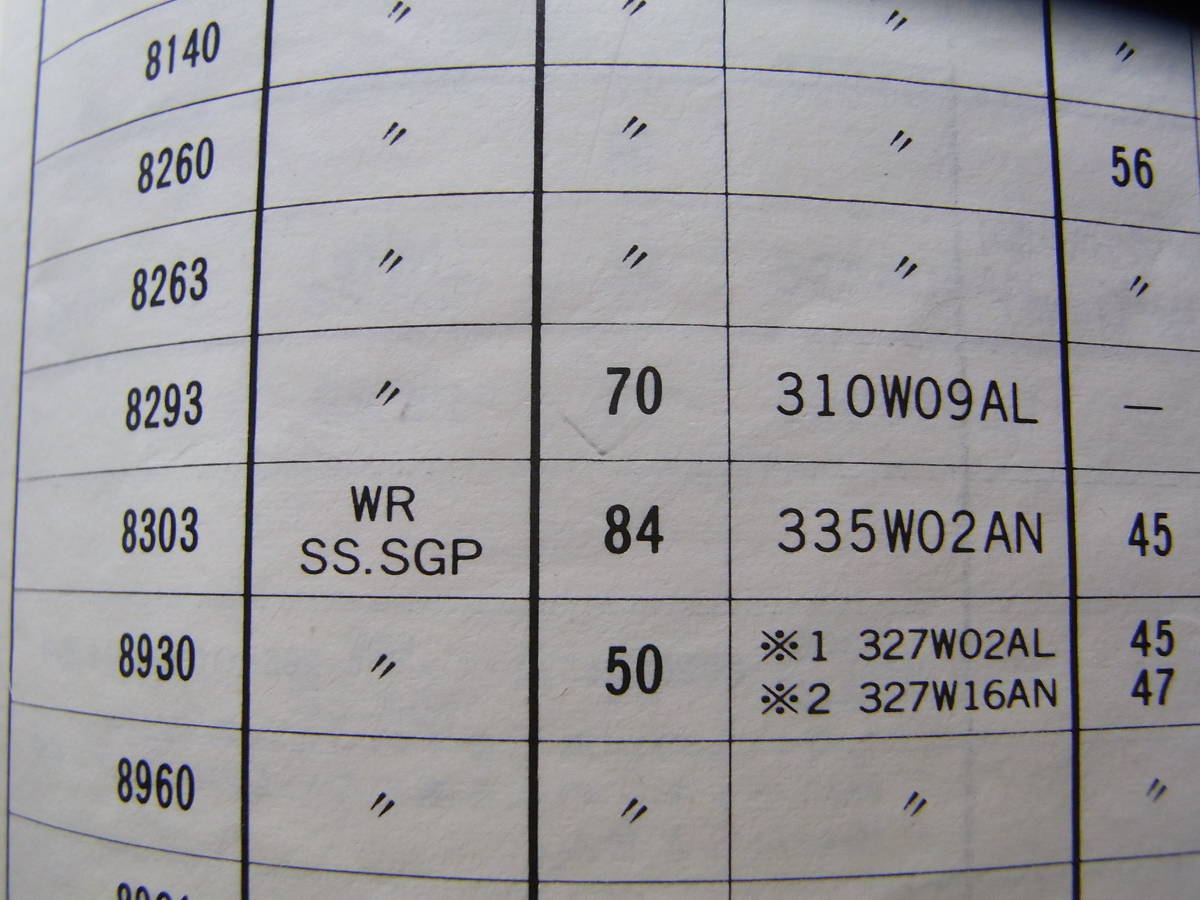 8140 〃 〃 〃 〃
8260 〃 〃 〃 56
8263 〃 〃 〃 〃
8293 〃 70 310W09AL —
8303 WR 84 335W02AN 45
SS.SGP
8930 〃 50 ※1 327W02AL 45
※2 327W16AN 47
8960 〃 〃 〃 〃